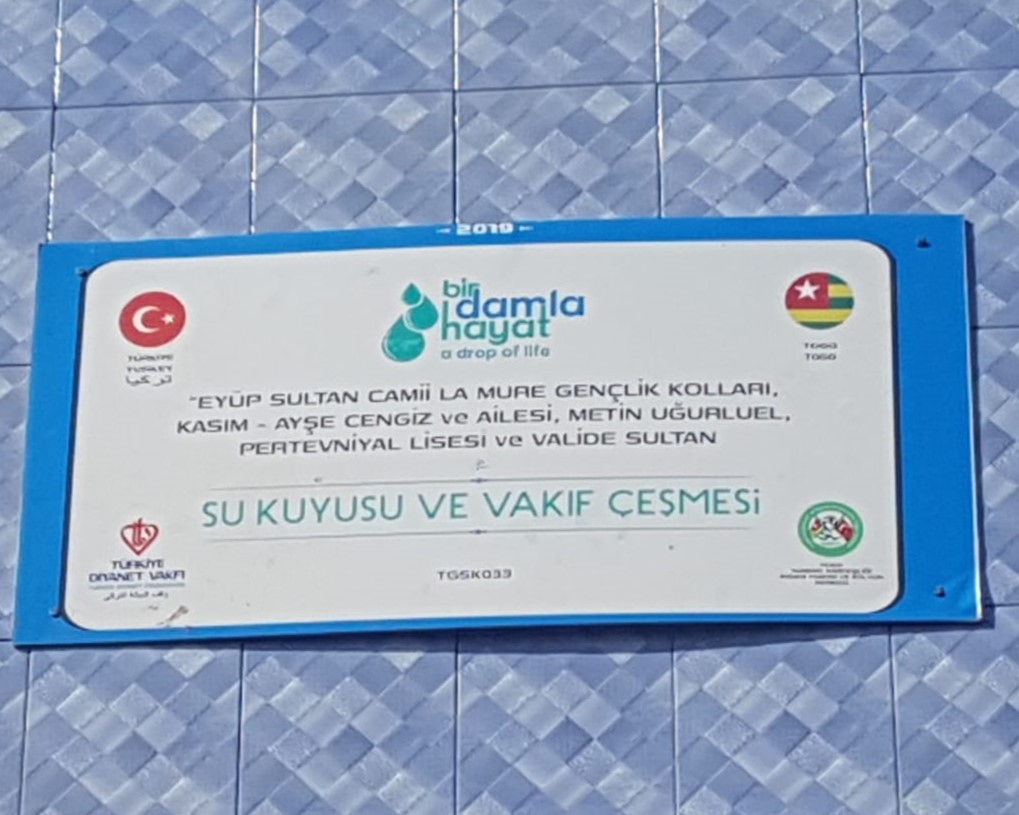 2019
bir
damla
hayat
a drop of life
TÜRKİYE
TURKEY
تركيا
TOGO
TOGO
"EYÜP SULTAN CAMİİ LA MURE GENÇLİK KOLLARI,
KASIM - AYŞE CENGİZ ve AİLESİ, METİN UĞURLUEL,
PERTEVNİYAL LİSESİ ve VALİDE SULTAN
SU KUYUSU VE VAKIF ÇEŞMESİ
TÜRKİYE
DİYANET VAKFI
TGSK033